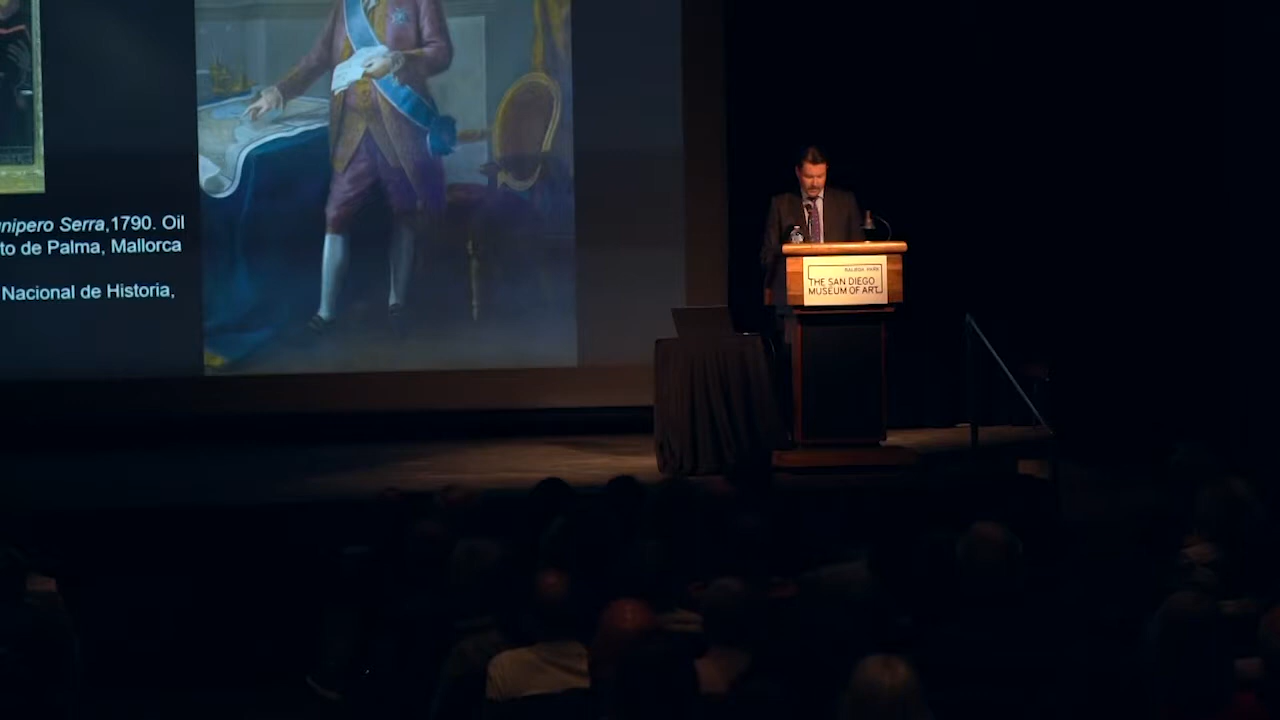 nipero Serra,1790. Oil
to de Palma, Mallorca
Nacional de Historia,
BALBOA PARK
THE SAN DIEGO
MUSEUM OF ART